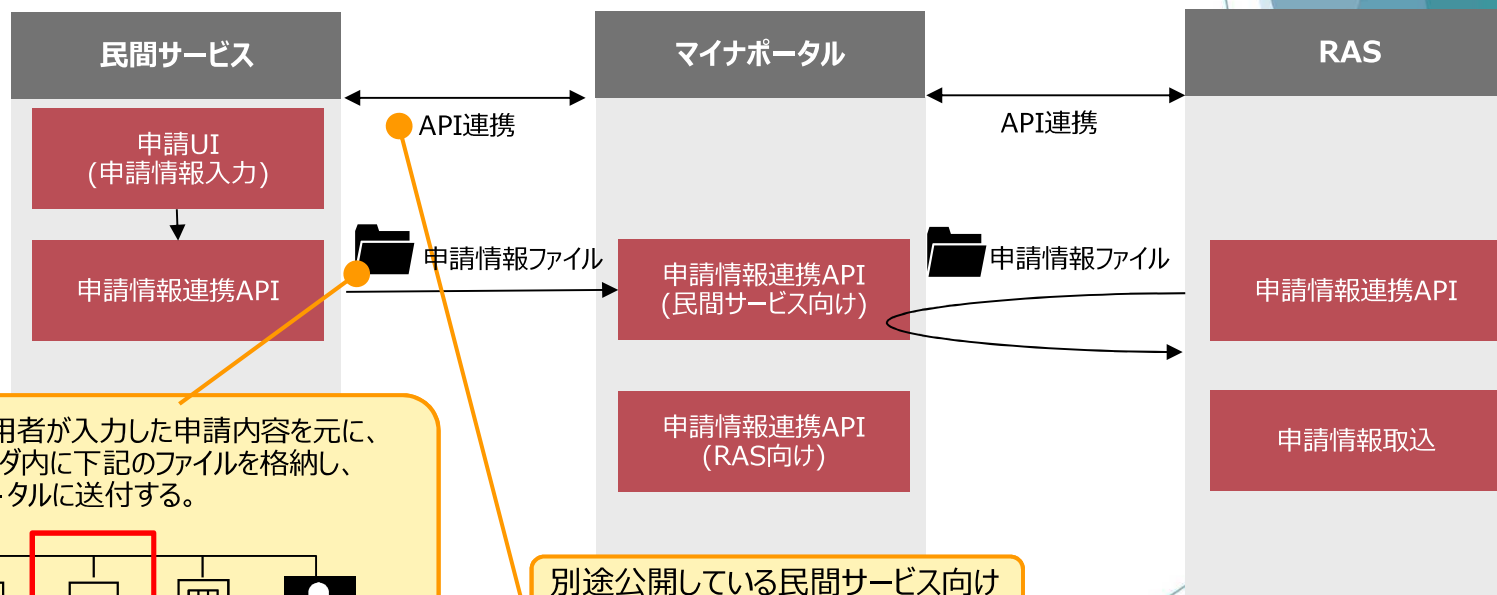 民間サービス
マイナポータル
RAS
API連携
API連携
申請UI
(申請情報入力)
申請情報連携API
申請情報ファイル
申請情報連携API
(民間サービス向け)
申請情報ファイル
申請情報連携API
申請情報連携API
(RAS向け)
申請情報取込
用者が入力した申請内容を元に、
ダ内に下記のファイルを格納し、
ータルに送付する。
別途公開している民間サービス向け